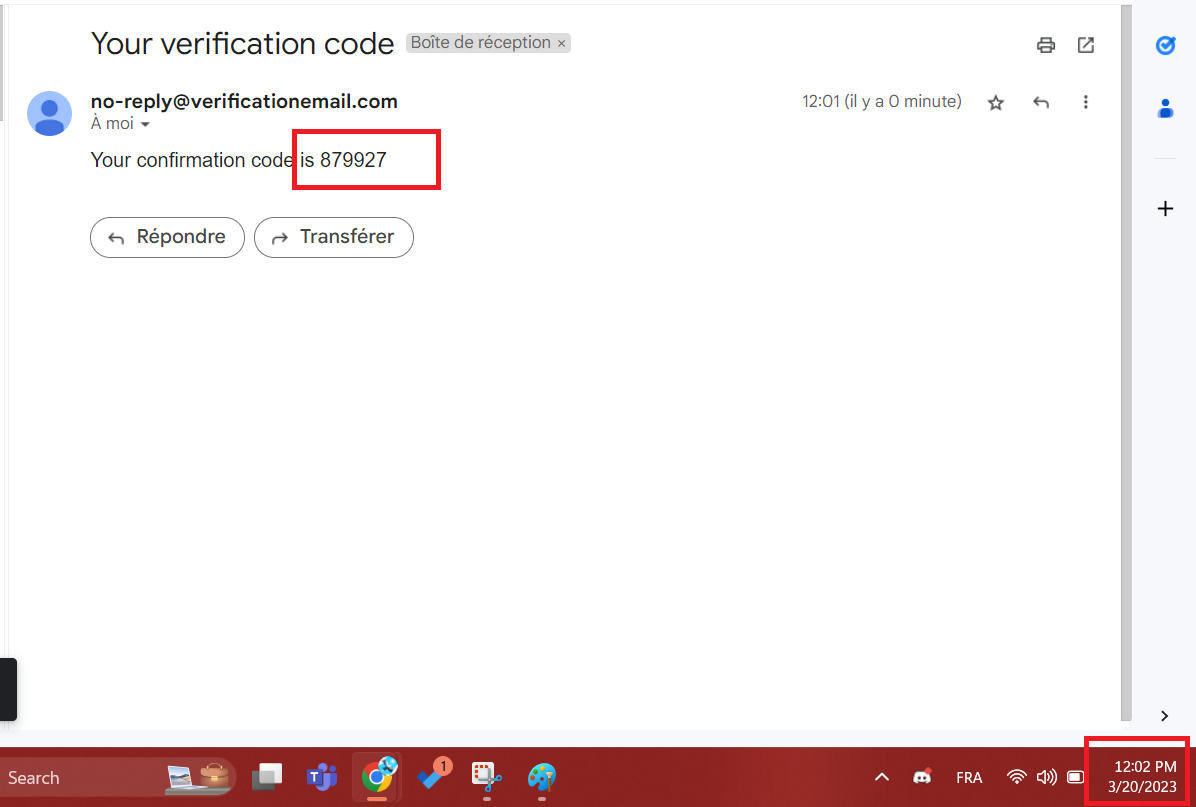 Your verification code Boîte de réception ×
no-reply@verificationemail.com 12:01 (il y a 0 minute)
À moi
Your confirmation code is 879927
Répondre Transférer
Search 1 FRA 12:02 PM
3/20/2023